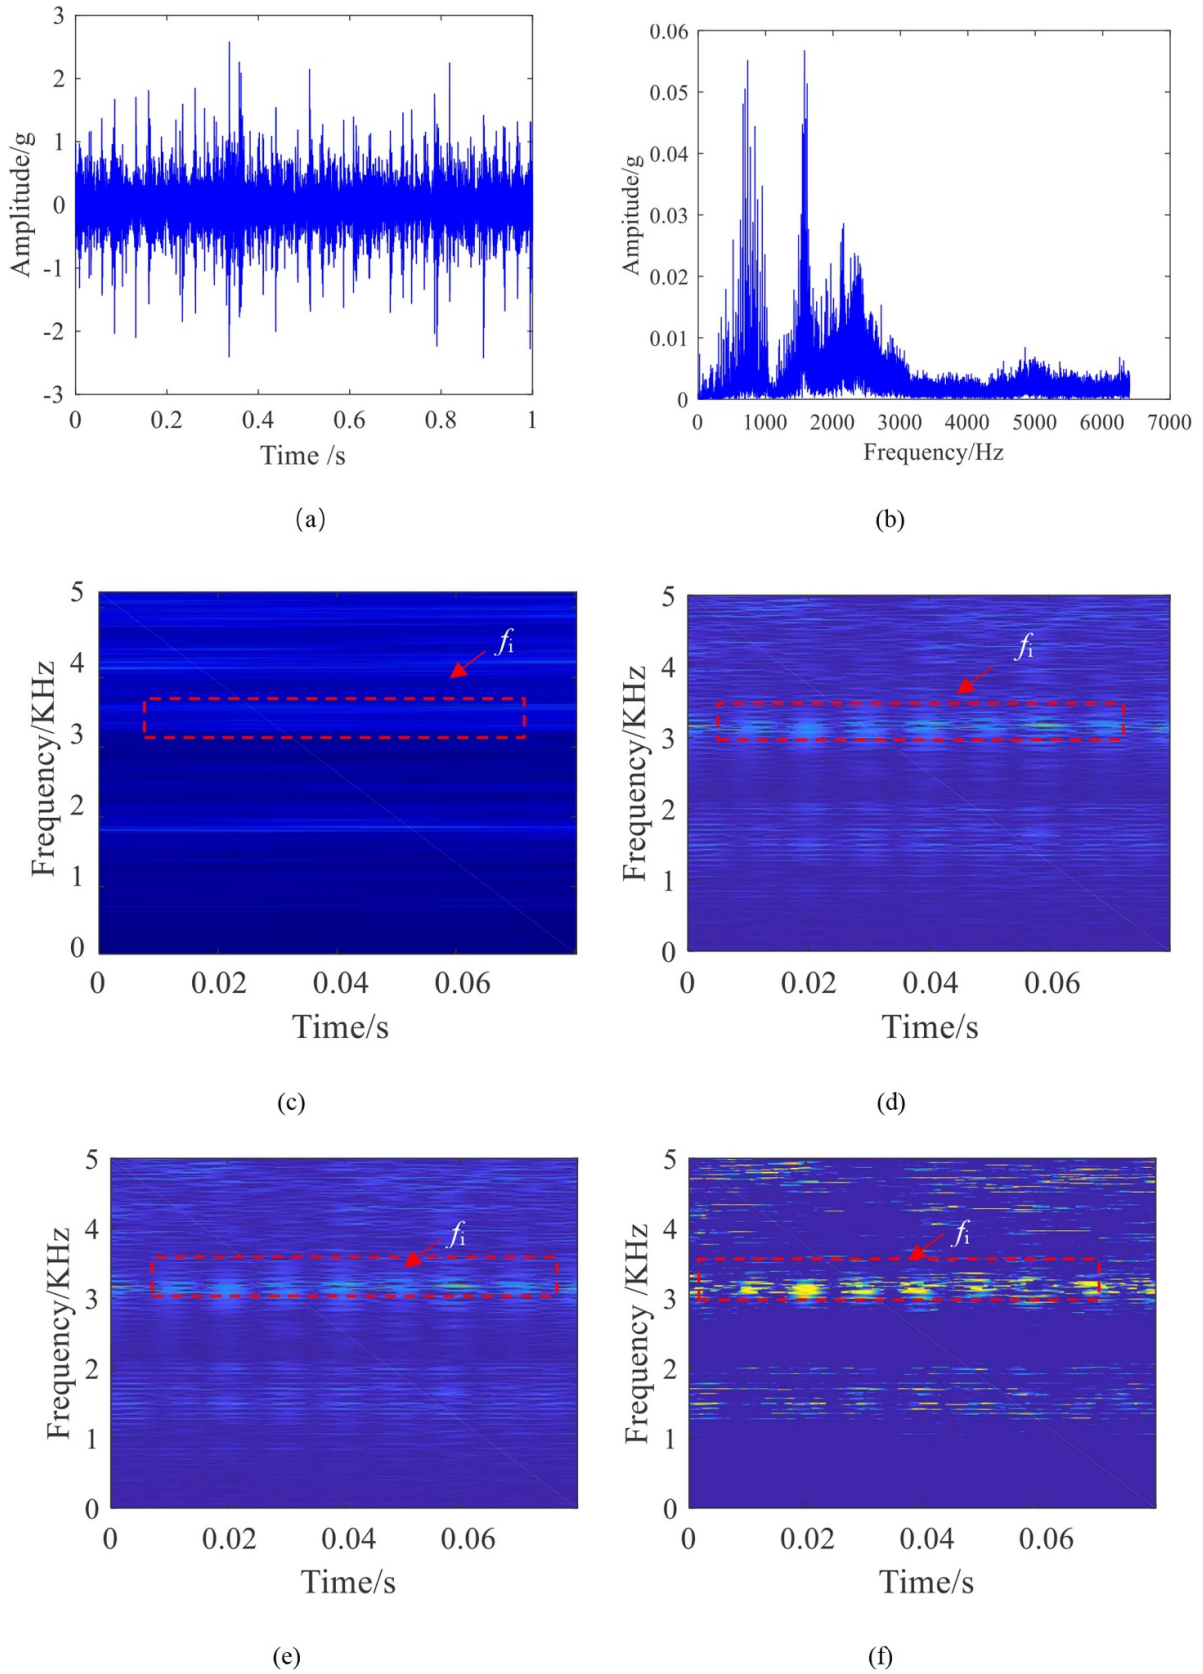 3
2
1
0
-1
-2
-3
Amplitude/g
0 0.2 0.4 0.6 0.8 1
Time /s
(a)
0.06
0.05
0.04
0.03
0.02
0.01
0
Ampitude/g
0 1000 2000 3000 4000 5000 6000 7000
Frequency/Hz
(b)
5
4
3
2
1
0
Frequency/KHz
fi
0 0.02 0.04 0.06
Time/s
(c)
5
4
3
2
1
0
Frequency/KHz
fi
0 0.02 0.04 0.06
Time/s
(d)
5
4
3
2
1
0
Frequency/KHz
fi
0 0.02 0.04 0.06
Time/s
(e)
5
4
3
2
1
0
Frequency /KHz
fi
0 0.02 0.04 0.06
Time/s
(f)